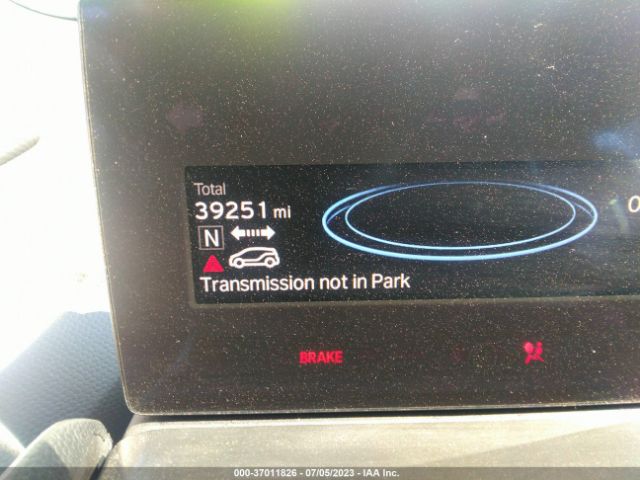 Total
39251 mi
N
Transmission not in Park
BRAKE
000-37011826 - 07/05/2023 - IAA Inc.